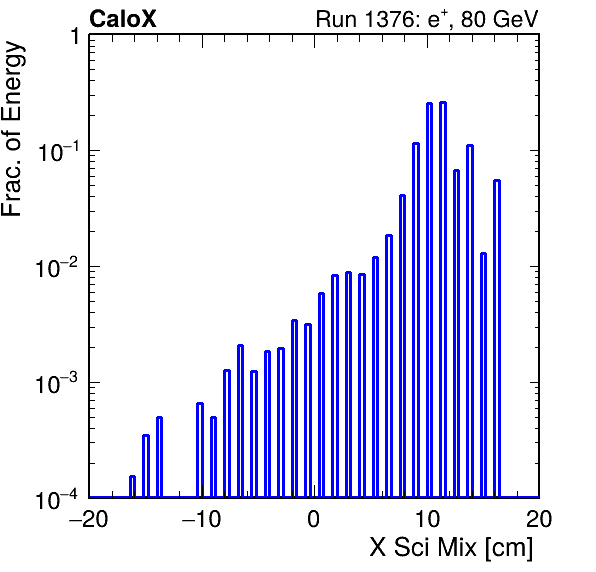 CaloX Run 1376: e⁺, 80 GeV
Frac. of Energy
1
10⁻¹
10⁻²
10⁻³
10⁻⁴
−20 −10 0 10 20
X Sci Mix [cm]